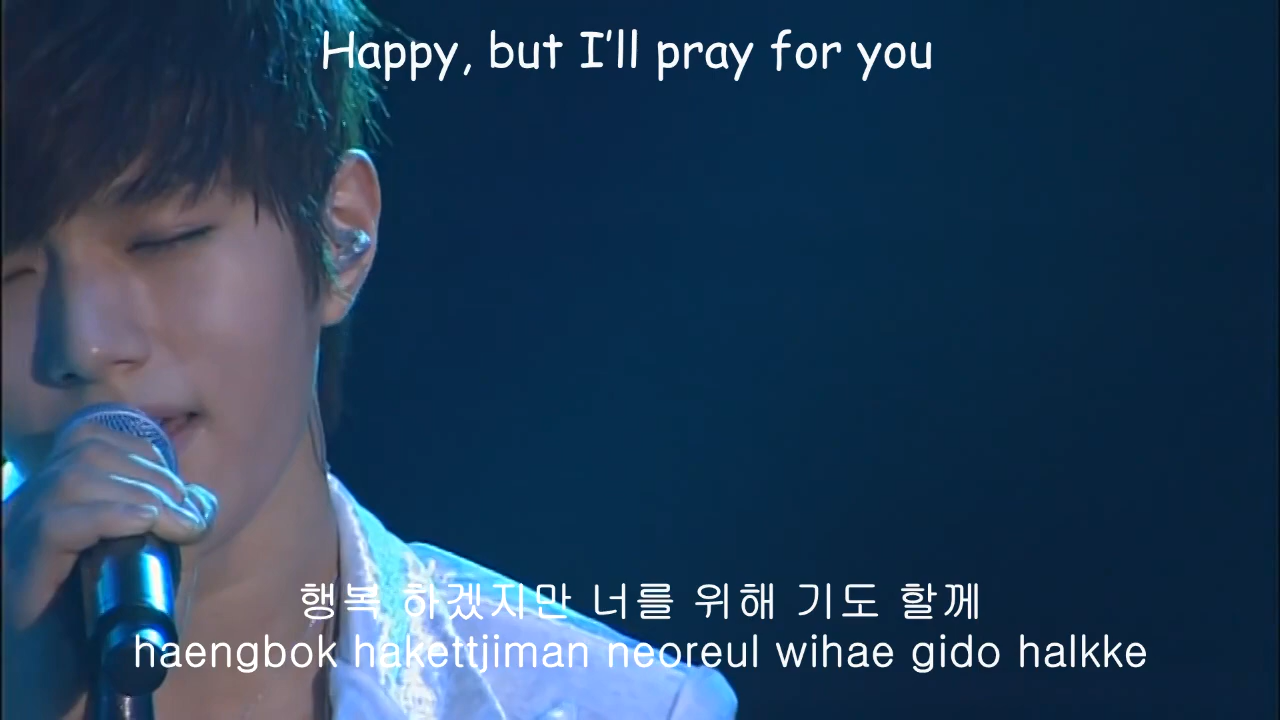 Happy, but I'll pray for you
행복 하겠지만 너를 위해 기도 할께
haengbok hakettjiman neoreul wihae gido halkke